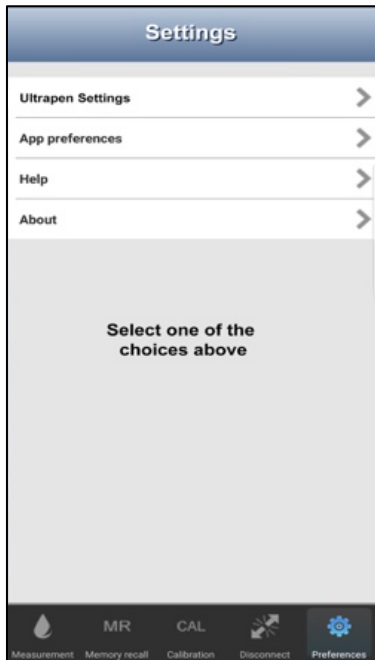 Settings
Ultrapen Settings
App preferences
Help
About
Select one of the
choices above
MR CAL
Measurement Memory recall Calibration Disconnect Preferences